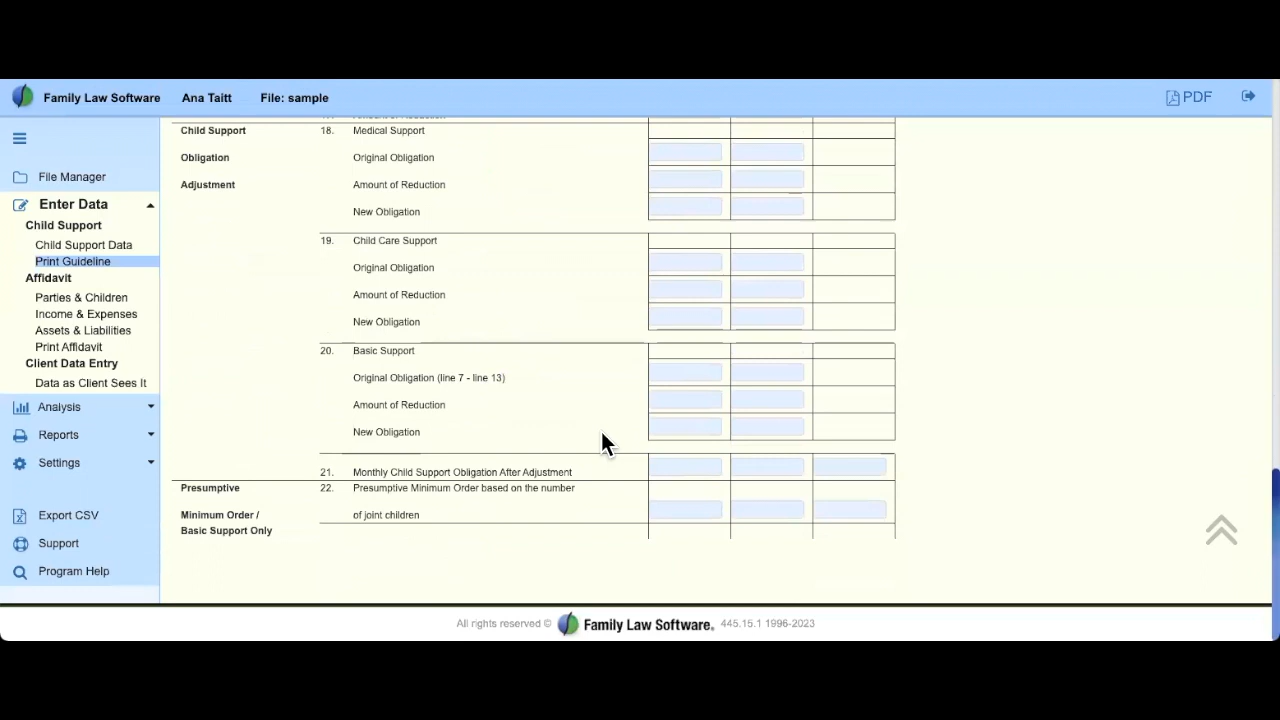 Family Law Software Ana Taitt File: sample PDF
File Manager
Enter Data
Child Support
Child Support Data
Print Guideline
Affidavit
Parties & Children
Income & Expenses
Assets & Liabilities
Print Affidavit
Client Data Entry
Data as Client Sees It
Analysis
Reports
Settings
Export CSV
Support
Program Help
Child Support 18. Medical Support
Obligation Original Obligation
Adjustment Amount of Reduction
New Obligation
19. Child Care Support
Original Obligation
Amount of Reduction
New Obligation
20. Basic Support
Original Obligation (line 7 - line 13)
Amount of Reduction
New Obligation
21. Monthly Child Support Obligation After Adjustment
Presumptive 22. Presumptive Minimum Order based on the number
Minimum Order / of joint children
Basic Support Only
All rights reserved © Family Law Software. 445.15.1 1996-2023